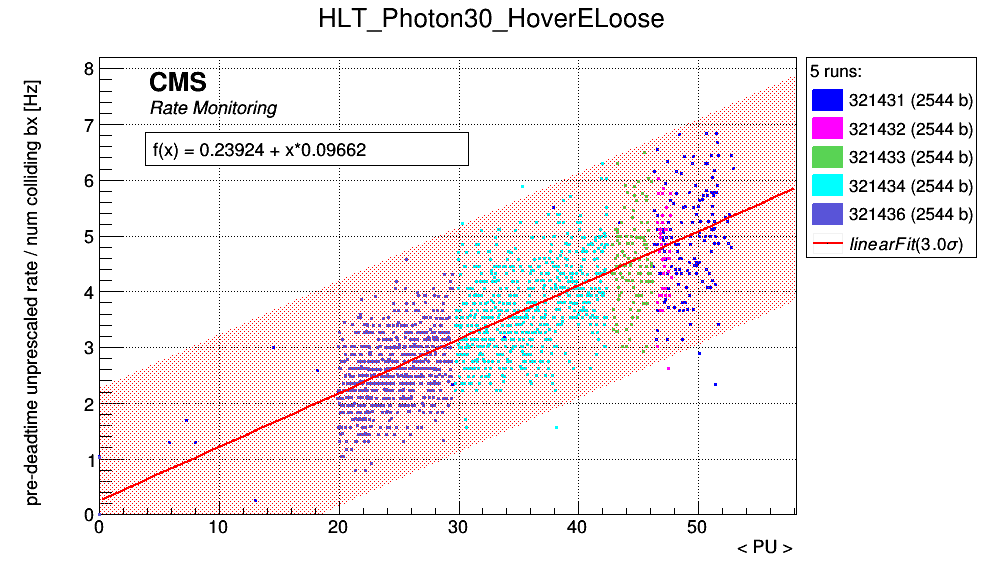 HLT_Photon30_HoverELoose
pre-deadtime unprescaled rate / num colliding bx [Hz]
8
7
6
5
4
3
2
1
0
CMS
Rate Monitoring
f(x) = 0.23924 + x*0.09662
0 10 20 30 40 50
< PU >
5 runs:
321431 (2544 b)
321432 (2544 b)
321433 (2544 b)
321434 (2544 b)
321436 (2544 b)
linearFit(3.0σ)